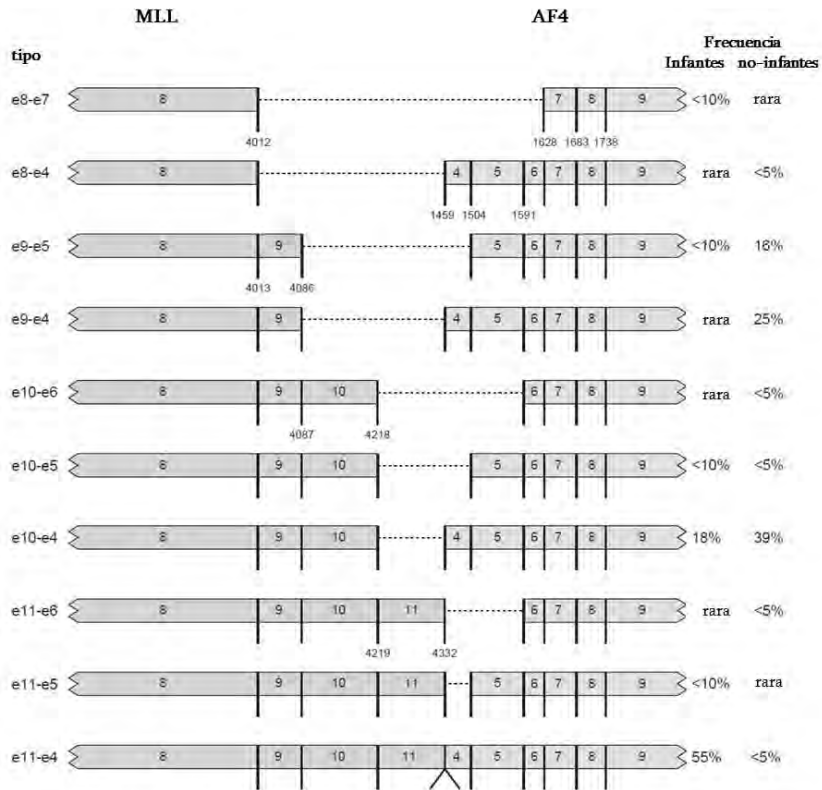 MLL AF4
Frecuencia
tipo Infantes no-infantes
e8-e7 8 7 8 9 <10% rara
4012 1628 1683 1738
e8-e4 8 4 5 6 7 8 9 rara <5%
1459 1504 1591
e9-e5 8 9 5 6 7 8 9 <10% 16%
4013 4086
e9-e4 8 9 4 5 6 7 8 9 rara 25%
e10-e6 8 9 10 6 7 8 9 rara <5%
4087 4218
e10-e5 8 9 10 5 6 7 8 9 <10% <5%
e10-e4 8 9 10 4 5 6 7 8 9 18% 39%
e11-e6 8 9 10 11 6 7 8 9 rara <5%
4219 4332
e11-e5 8 9 10 11 5 6 7 8 9 <10% rara
e11-e4 8 9 10 11 4 5 6 7 8 9 55% <5%